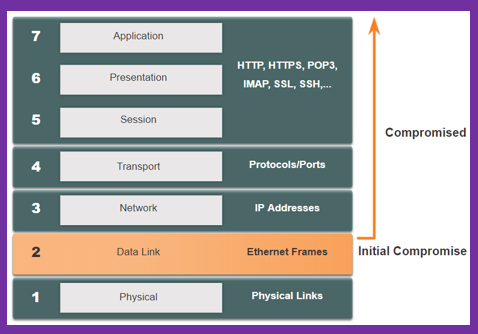 7 Application
HTTP, HTTPS, POP3,
6 Presentation
IMAP, SSL, SSH,...
5 Session
Compromised
4 Transport Protocols/Ports
3 Network IP Addresses
2 Data Link Ethernet Frames Initial Compromise
1 Physical Physical Links